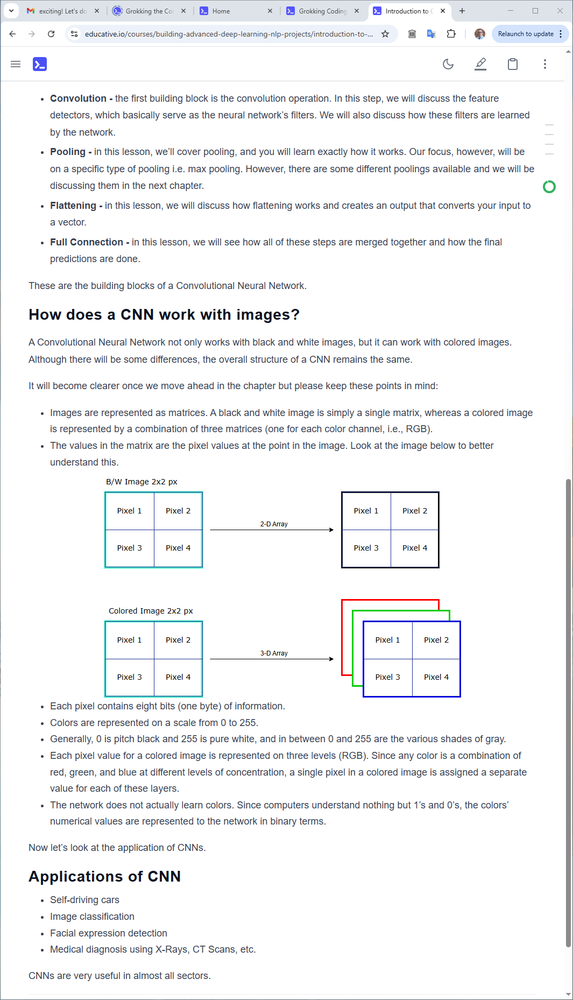 exciting! Let's do
Grokking the Co
Home
Grokking Coding
Introduction to C
educative.io/courses/building-advanced-deep-learning-nlp-projects/introduction-to-...
Relaunch to update
• Convolution - the first building block is the convolution operation. In this step, we will discuss the feature
detectors, which basically serve as the neural network’s filters. We will also discuss how these filters are learned
by the network.
• Pooling - in this lesson, we’ll cover pooling, and you will learn exactly how it works. Our focus, however, will be
on a specific type of pooling i.e. max pooling. However, there are some different poolings available and we will be
discussing them in the next chapter.
• Flattening - in this lesson, we will discuss how flattening works and creates an output that converts your input to
a vector.
• Full Connection - in this lesson, we will see how all of these steps are merged together and how the final
predictions are done.
These are the building blocks of a Convolutional Neural Network.
How does a CNN work with images?
A Convolutional Neural Network not only works with black and white images, but it can work with colored images.
Although there will be some differences, the overall structure of a CNN remains the same.
It will become clearer once we move ahead in the chapter but please keep these points in mind:
• Images are represented as matrices. A black and white image is simply a single matrix, whereas a colored image
is represented by a combination of three matrices (one for each color channel, i.e., RGB).
• The values in the matrix are the pixel values at the point in the image. Look at the image below to better
understand this.
B/W Image 2x2 px
Pixel 1 Pixel 2
Pixel 3 Pixel 4
2-D Array
Pixel 1 Pixel 2
Pixel 3 Pixel 4
Colored Image 2x2 px
Pixel 1 Pixel 2
Pixel 3 Pixel 4
3-D Array
Pixel 1 Pixel 2
Pixel 3 Pixel 4
• Each pixel contains eight bits (one byte) of information.
• Colors are represented on a scale from 0 to 255.
• Generally, 0 is pitch black and 255 is pure white, and in between 0 and 255 are the various shades of gray.
• Each pixel value for a colored image is represented on three levels (RGB). Since any color is a combination of
red, green, and blue at different levels of concentration, a single pixel in a colored image is assigned a separate
value for each of these layers.
• The network does not actually learn colors. Since computers understand nothing but 1’s and 0’s, the colors’
numerical values are represented to the network in binary terms.
Now let’s look at the application of CNNs.
Applications of CNN
• Self-driving cars
• Image classification
• Facial expression detection
• Medical diagnosis using X-Rays, CT Scans, etc.
CNNs are very useful in almost all sectors.